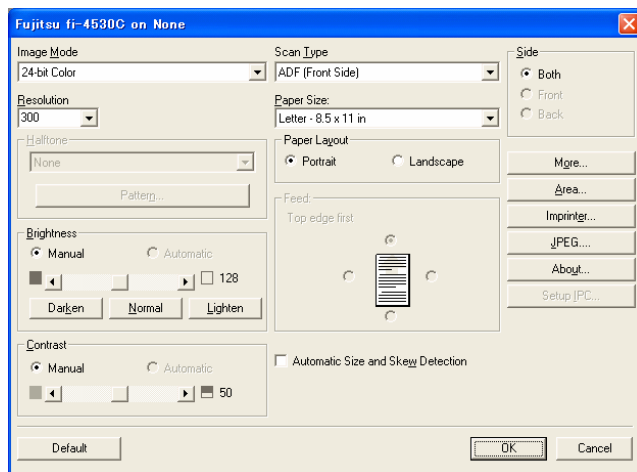 Fujitsu fi-4530C on None
Image Mode
24-bit Color
Resolution
300
Halftone
None
Pattern...
Brightness
Manual
Automatic
128
Darken
Normal
Lighten
Contrast
Manual
Automatic
50
Scan Type
ADF (Front Side)
Paper Size:
Letter - 8.5 x 11 in
Paper Layout
Portrait
Landscape
Feed:
Top edge first
Automatic Size and Skew Detection
Side
Both
Front
Back
More...
Area...
Imprinter...
JPEG....
About...
Setup IPC...
Default
OK
Cancel